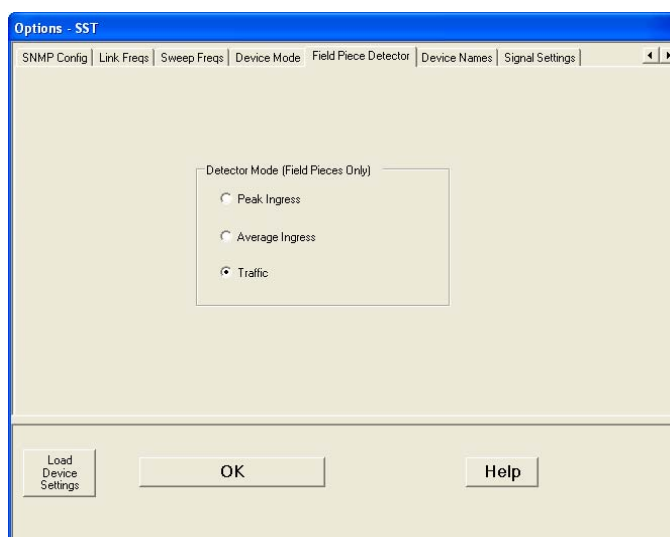 Options - SST
SNMP Config Link Freqs Sweep Freqs Device Mode Field Piece Detector Device Names Signal Settings
Detector Mode (Field Pieces Only)
Peak Ingress
Average Ingress
Traffic
Load
Device
Settings
OK
Help